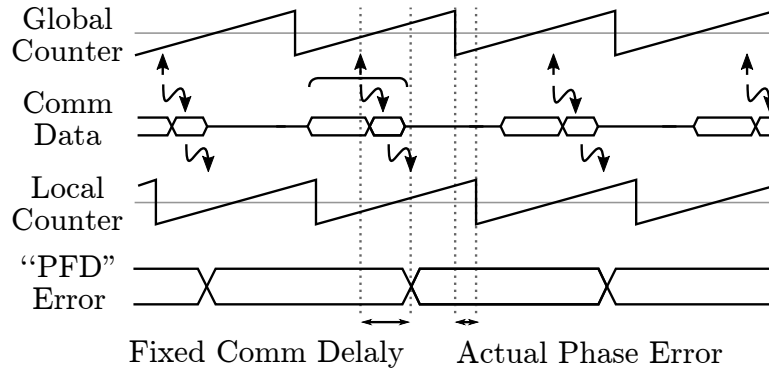 Global
Counter
Comm
Data
Local
Counter
“PFD”
Error
Fixed Comm Delaly
Actual Phase Error